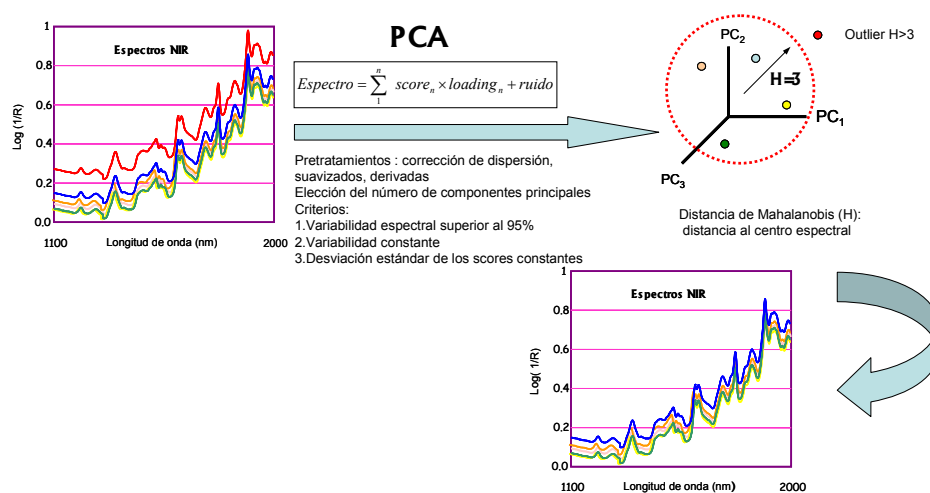 Espectros NIR
1
0.8
0.6
0.4
0.2
0.0
Log (1/R)
1100
Longitud de onda (nm)
2000
PCA
Espectro = ∑ n 1 score_n × loading_n + ruido
Pretratamientos : corrección de dispersión,
suavizados, derivadas
Elección del número de componentes principales
Criterios:
1.Variabilidad espectral superior al 95%
2.Variabilidad constante
3.Desviación estándar de los scores constantes
PC2
H=3
PC1
PC3
Outlier H>3
Distancia de Mahalanobis (H):
distancia al centro espectral
Espectros NIR
1
0.8
0.6
0.4
0.2
0.0
Log( 1/R)
1100
Longitud de onda (nm)
2000